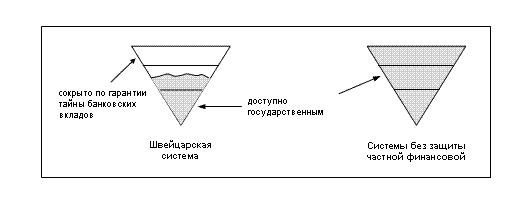 сокрыто по гарантии
тайны банковских
вкладов
доступно
государственным
Швейцарская
система
Системы без защиты
частной финансовой